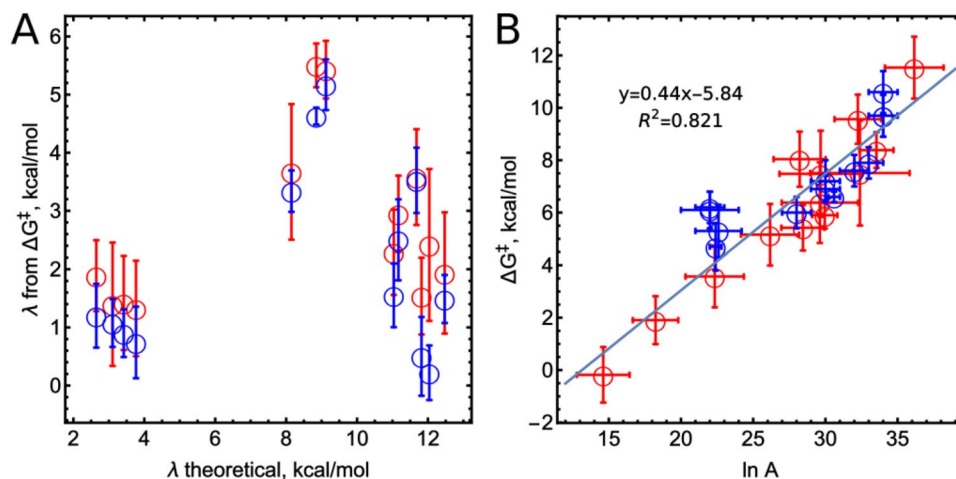 A
6
5
4
3
2
1
0
λ from ΔG‡, kcal/mol
2 4 6 8 10 12
λ theoretical, kcal/mol
B
12
10
8
6
4
2
0
−2
ΔG‡, kcal/mol
y=0.44x−5.84
R²=0.821
15 20 25 30 35
ln A